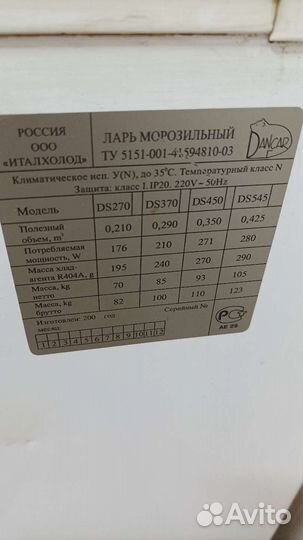 РОССИЯ
ООО
«ИТАЛХОЛОД»
ЛАРЬ МОРОЗИЛЬНЫЙ
ТУ 5151-001-41594810-03
DANCAR
Климатическое исп. У(N), до 35°С. Температурный класс N
Защита: класс I. IP20. 220V ~ 50Hz
Модель DS270 DS370 DS450 DS545
Полезный объем, m³ 0,210 0,290 0,350 0,425
Потребляемая мощность, W 176 210 271 280
Масса хладагента R404A, g 195 240 270 290
Масса, kg нетто 70 85 93 105
Масса, kg брутто 82 100 110 123
Изготовлен: 200 год
месяц
Серийный №
1 2 3 4 5 6 7 8 9 10 11 12
АЕ 25
Avito